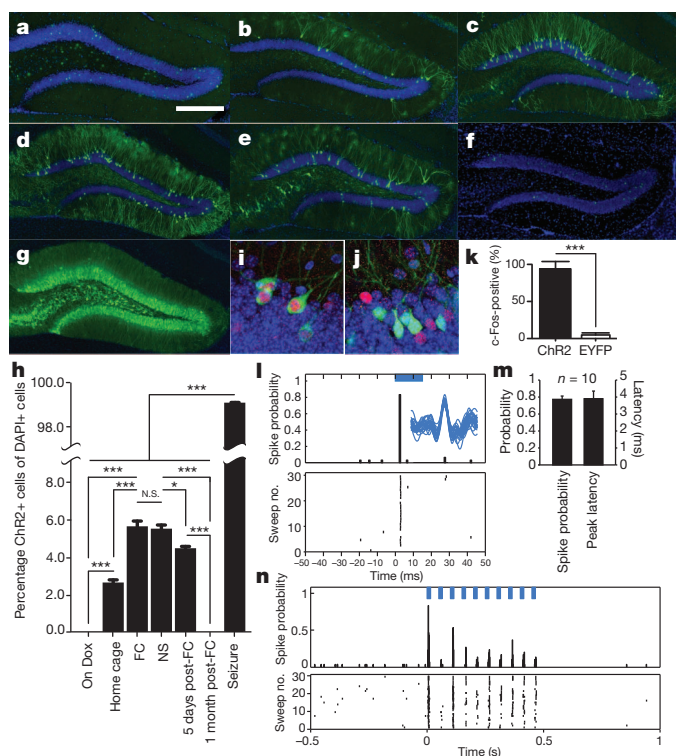 a
b
c
d
e
f
g
i
j
k
c-Fos-positive (%)
100
50
0
***
ChR2
EYFP
h
Percentage ChR2+ cells of DAPI+ cells
99.0
98.0
8.0
6.0
4.0
2.0
0.0
***
***
***
***
N.S.
*
***
***
On Dox
Home cage
FC
NS
5 days post-FC
1 month post-FC
Seizure
l
Spike probability
1
0.8
0.6
0.4
0.2
0
Sweep no.
30
20
10
0
–50
–40
–30
–20
–10
0
10
20
30
40
50
Time (ms)
m
n = 10
Probability
1
0.8
0.6
0.4
0.2
0
Latency (ms)
5
4
3
2
1
0
Spike probability
Peak latency
n
Spike probability
1
0.5
0
Sweep no.
30
20
10
0
–0.5
0
0.5
1
Time (s)